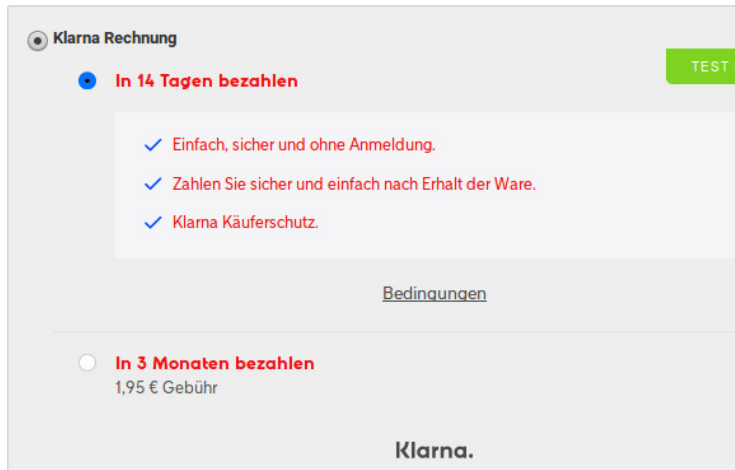 Klarna Rechnung
TEST
In 14 Tagen bezahlen
Einfach, sicher und ohne Anmeldung.
Zahlen Sie sicher und einfach nach Erhalt der Ware.
Klarna Käuferschutz.
Bedingungen
In 3 Monaten bezahlen
1,95 € Gebühr
Klarna.